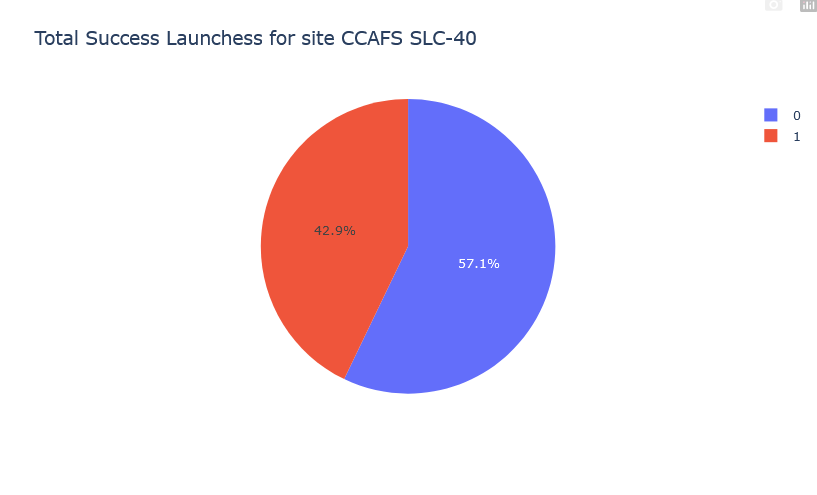 Total Success Launchess for site CCAFS SLC-40
0
1
42.9%
57.1%